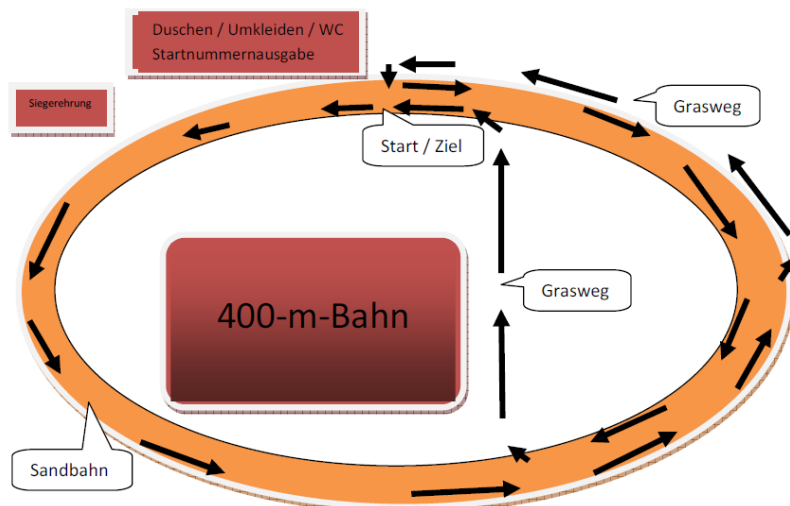 Duschen / Umkleiden / WC
Startnummernausgabe
Siegerehrung
Grasweg
Start / Ziel
Grasweg
400-m-Bahn
Sandbahn